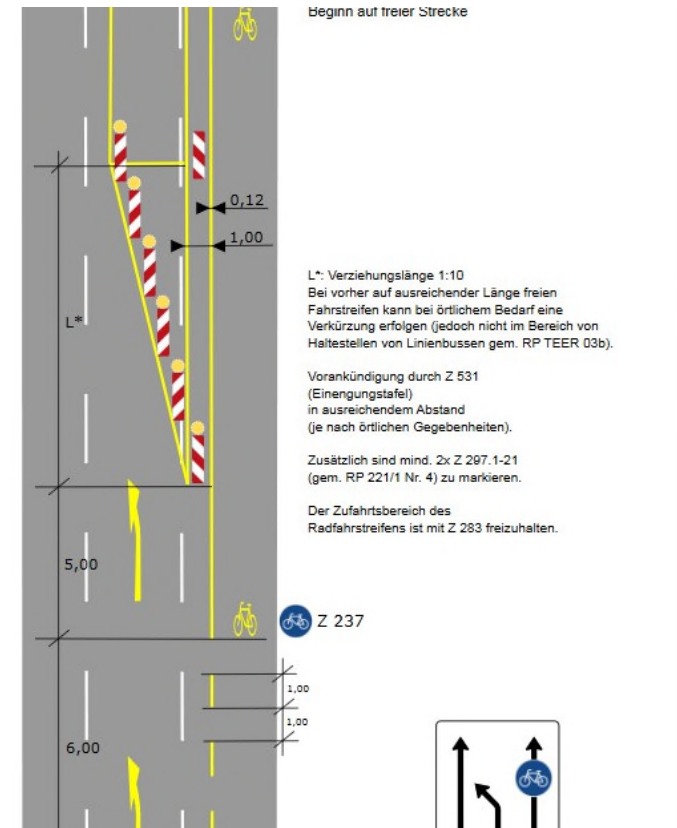 Beginn auf freier Strecke
0,12
1,00
L*: Verziehungslänge 1:10
Bei vorher auf ausreichender Länge freien
Fahrstreifen kann bei örtlichem Bedarf eine
Verkürzung erfolgen (jedoch nicht im Bereich von
Haltestellen von Linienbussen gem. RP TEER 03b).
L*
Vorankündigung durch Z 531
(Einengungstafel)
in ausreichendem Abstand
(je nach örtlichen Gegebenheiten).
Zusätzlich sind mind. 2x Z 297.1-21
(gem. RP 221/1 Nr. 4) zu markieren.
Der Zufahrtsbereich des
Radfahrstreifens ist mit Z 283 freizuhalten.
5,00
Z 237
1,00
1,00
6,00